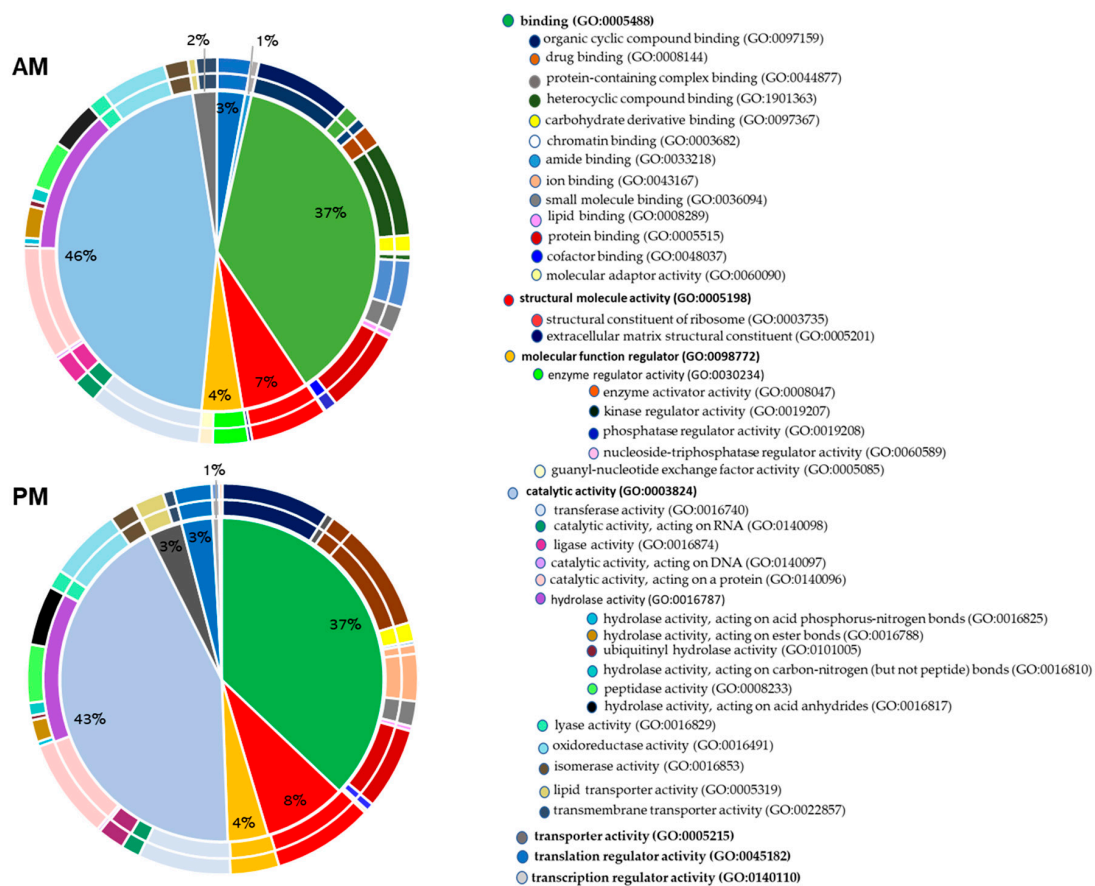 AM
2%
1%
3%
37%
46%
7%
4%
PM
1%
3%
3%
37%
43%
8%
4%
binding (GO:0005488)
organic cyclic compound binding (GO:0097159)
drug binding (GO:0008144)
protein-containing complex binding (GO:0044877)
heterocyclic compound binding (GO:1901363)
carbohydrate derivative binding (GO:0097367)
chromatin binding (GO:0003682)
amide binding (GO:0033218)
ion binding (GO:0043167)
small molecule binding (GO:0036094)
lipid binding (GO:0008289)
protein binding (GO:0005515)
cofactor binding (GO:0048037)
molecular adaptor activity (GO:0060090)
structural molecule activity (GO:0005198)
structural constituent of ribosome (GO:0003735)
extracellular matrix structural constituent (GO:0005201)
molecular function regulator (GO:0098772)
enzyme regulator activity (GO:0030234)
enzyme activator activity (GO:0008047)
kinase regulator activity (GO:0019207)
phosphatase regulator activity (GO:0019208)
nucleoside-triphosphatase regulator activity (GO:0060589)
guanyl-nucleotide exchange factor activity (GO:0005085)
catalytic activity (GO:0003824)
transferase activity (GO:0016740)
catalytic activity, acting on RNA (GO:0140098)
ligase activity (GO:0016874)
catalytic activity, acting on DNA (GO:0140097)
catalytic activity, acting on a protein (GO:0140096)
hydrolase activity (GO:0016787)
hydrolase activity, acting on acid phosphorus-nitrogen bonds (GO:0016825)
hydrolase activity, acting on ester bonds (GO:0016788)
ubiquitinyl hydrolase activity (GO:0101005)
hydrolase activity, acting on carbon-nitrogen (but not peptide) bonds (GO:0016810)
peptidase activity (GO:0008233)
hydrolase activity, acting on acid anhydrides (GO:0016817)
lyase activity (GO:0016829)
oxidoreductase activity (GO:0016491)
isomerase activity (GO:0016853)
lipid transporter activity (GO:0005319)
transmembrane transporter activity (GO:0022857)
transporter activity (GO:0005215)
translation regulator activity (GO:0045182)
transcription regulator activity (GO:0140110)